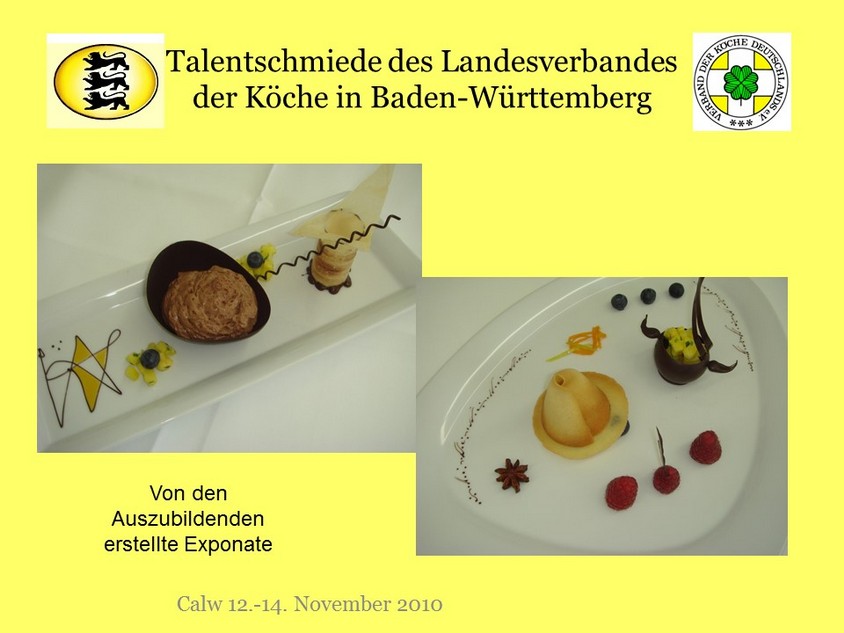 Talentschmiede des Landesverbandes
der Köche in Baden-Württemberg
VERBAND DER KÖCHE DEUTSCHLANDS e.V.
Von den
Auszubildenden
erstellte Exponate
Calw 12.-14. November 2010